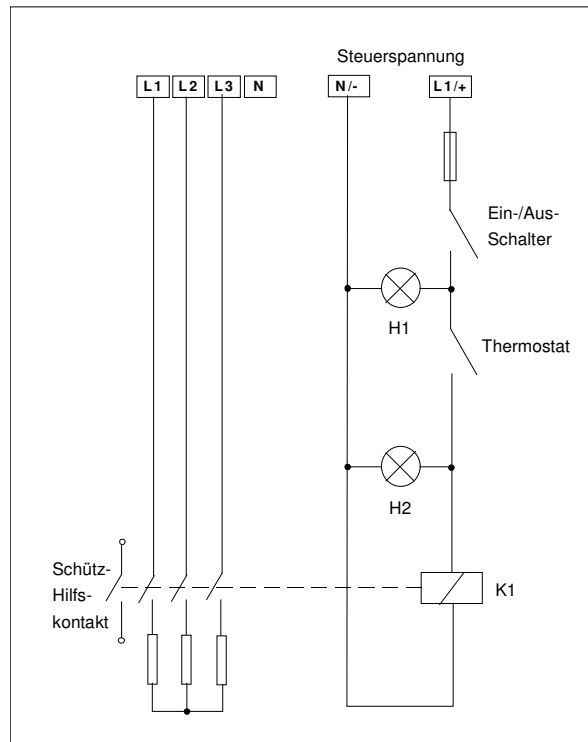 Steuerspannung
L1 L2 L3 N N/- L1/+
Ein-/Aus-
Schalter
H1
Thermostat
H2
Schütz-
Hilfs-
kontakt
K1